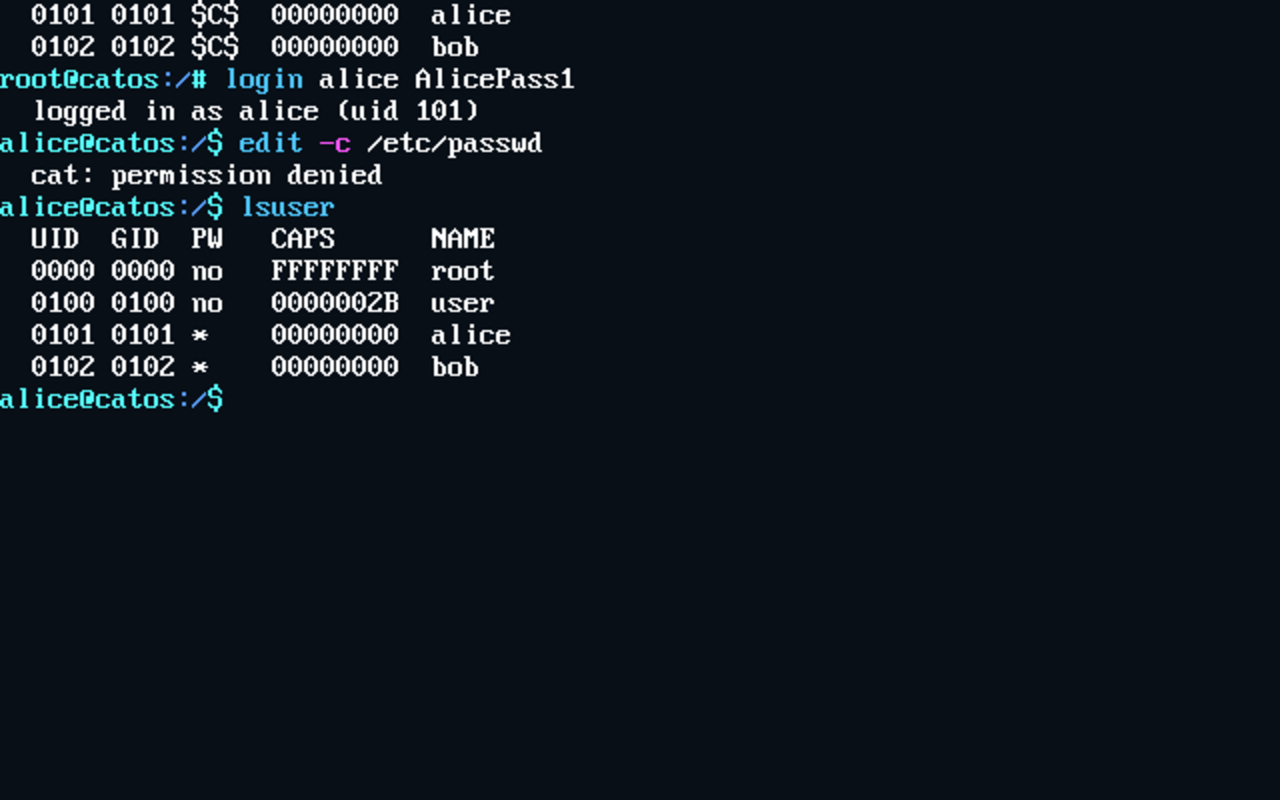 0101 0101 $C$  00000000  alice
0102 0102 $C$  00000000  bob
root@catos:/# login alice AlicePass1
logged in as alice (uid 101)
alice@catos:/$ edit -c /etc/passwd
cat: permission denied
alice@catos:/$ lsuser
UID  GID  PW   CAPS      NAME
0000 0000 no   FFFFFFFF  root
0100 0100 no   0000002B  user
0101 0101 *    00000000  alice
0102 0102 *    00000000  bob
alice@catos:/$